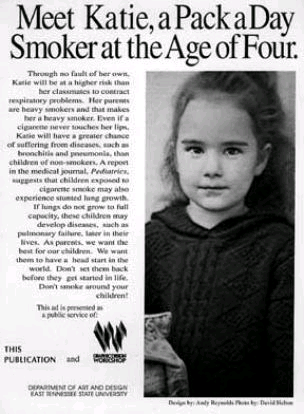 Meet Katie, a Pack a Day
Smoker at the Age of Four.
Through no fault of her own,
Katie will be at a higher risk than
her classmates to contract
respiratory problems. Her parents
are heavy smokers and that makes
her a heavy smoker. Even if a
cigarette never touches her lips,
Katie will have a greater chance
of suffering from diseases, such as
bronchitis and pneumonia, than
children of non-smokers. A report
in the medical journal, Pediatrics,
suggests that children exposed to
cigarette smoke may also
experience stunted lung growth.
If lungs do not grow to full
capacity, these children may
develop diseases, such as
pulmonary failure, later in their
lives. As parents, we want the
best for our children. We want
them to have a head start in the
world. Don't set them back
before they get started in life.
Don't smoke around your
children!
This ad is presented as
a public service of:
THIS
PUBLICATION and
GRAPHIC DESIGN
WORKSHOP
DEPARTMENT OF ART AND DESIGN
EAST TENNESSEE STATE UNIVERSITY
Design by: Andy Reynolds Photo by: David Helton